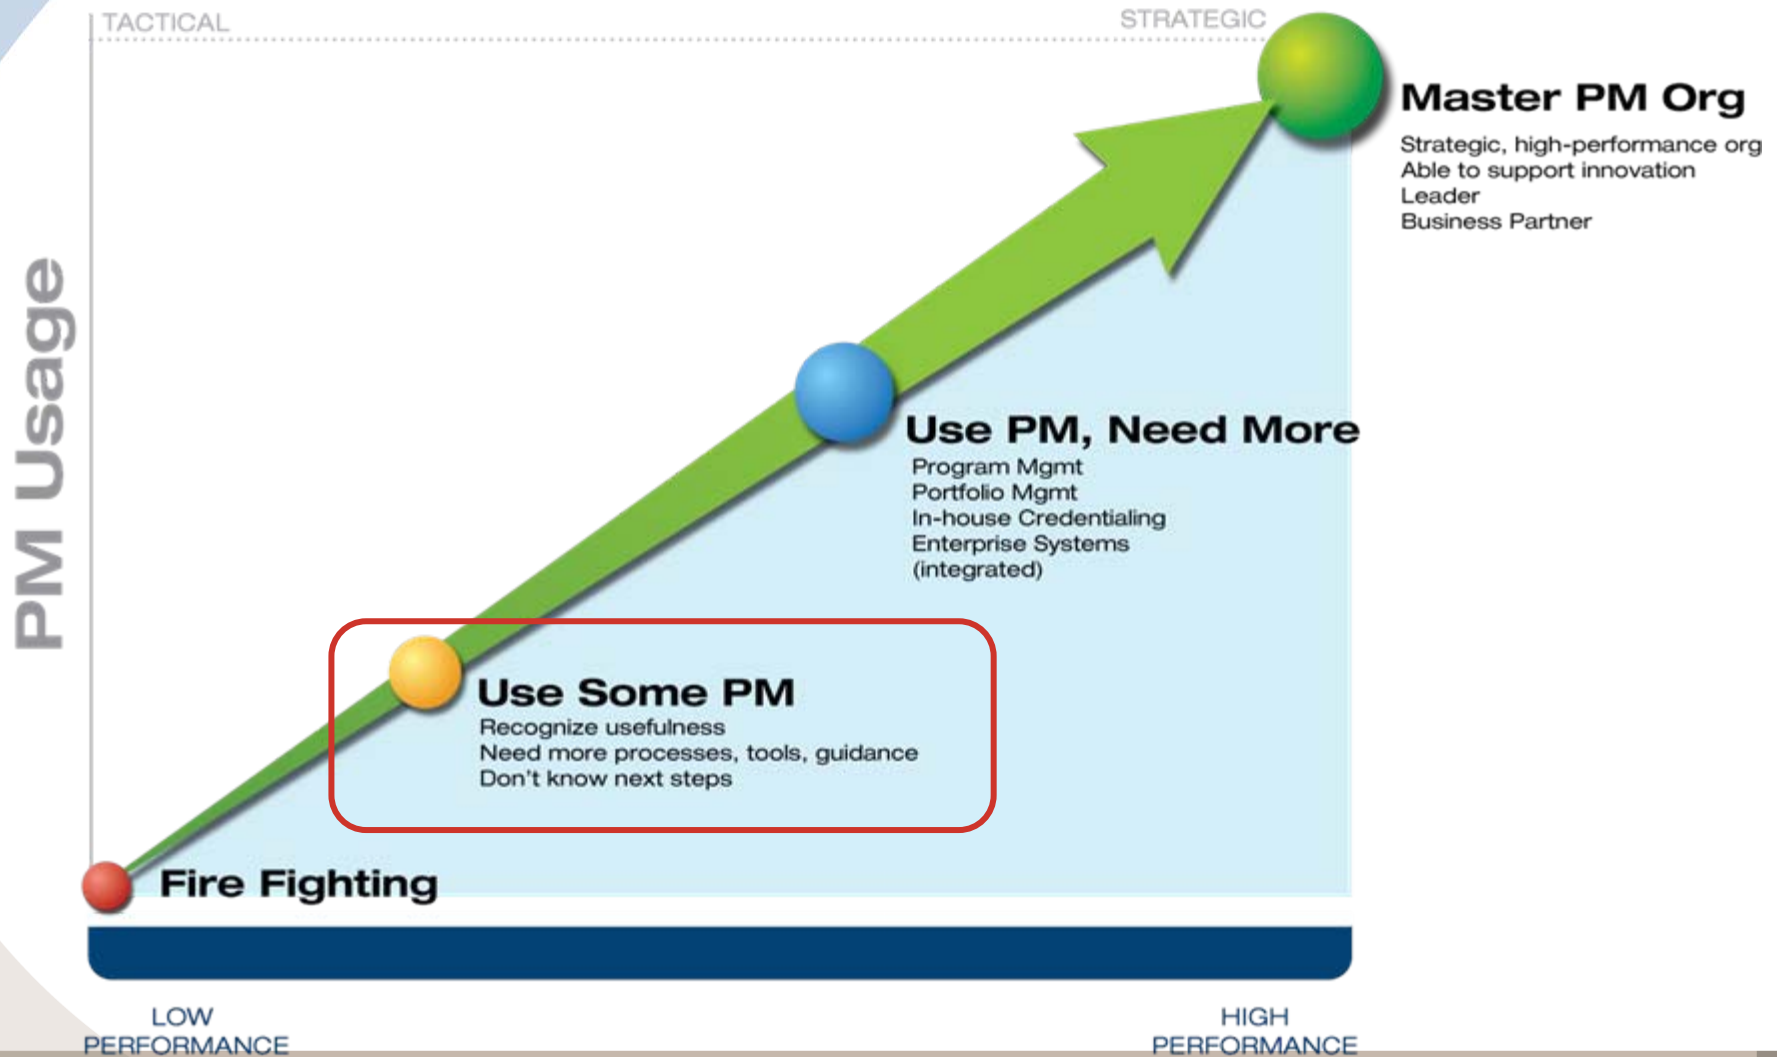 TACTICAL
STRATEGIC
Master PM Org
Strategic, high-performance org
Able to support innovation
Leader
Business Partner
PM Usage
Use PM, Need More
Program Mgmt
Portfolio Mgmt
In-house Credentialing
Enterprise Systems
(integrated)
Use Some PM
Recognize usefulness
Need more processes, tools, guidance
Don't know next steps
Fire Fighting
LOW
PERFORMANCE
HIGH
PERFORMANCE